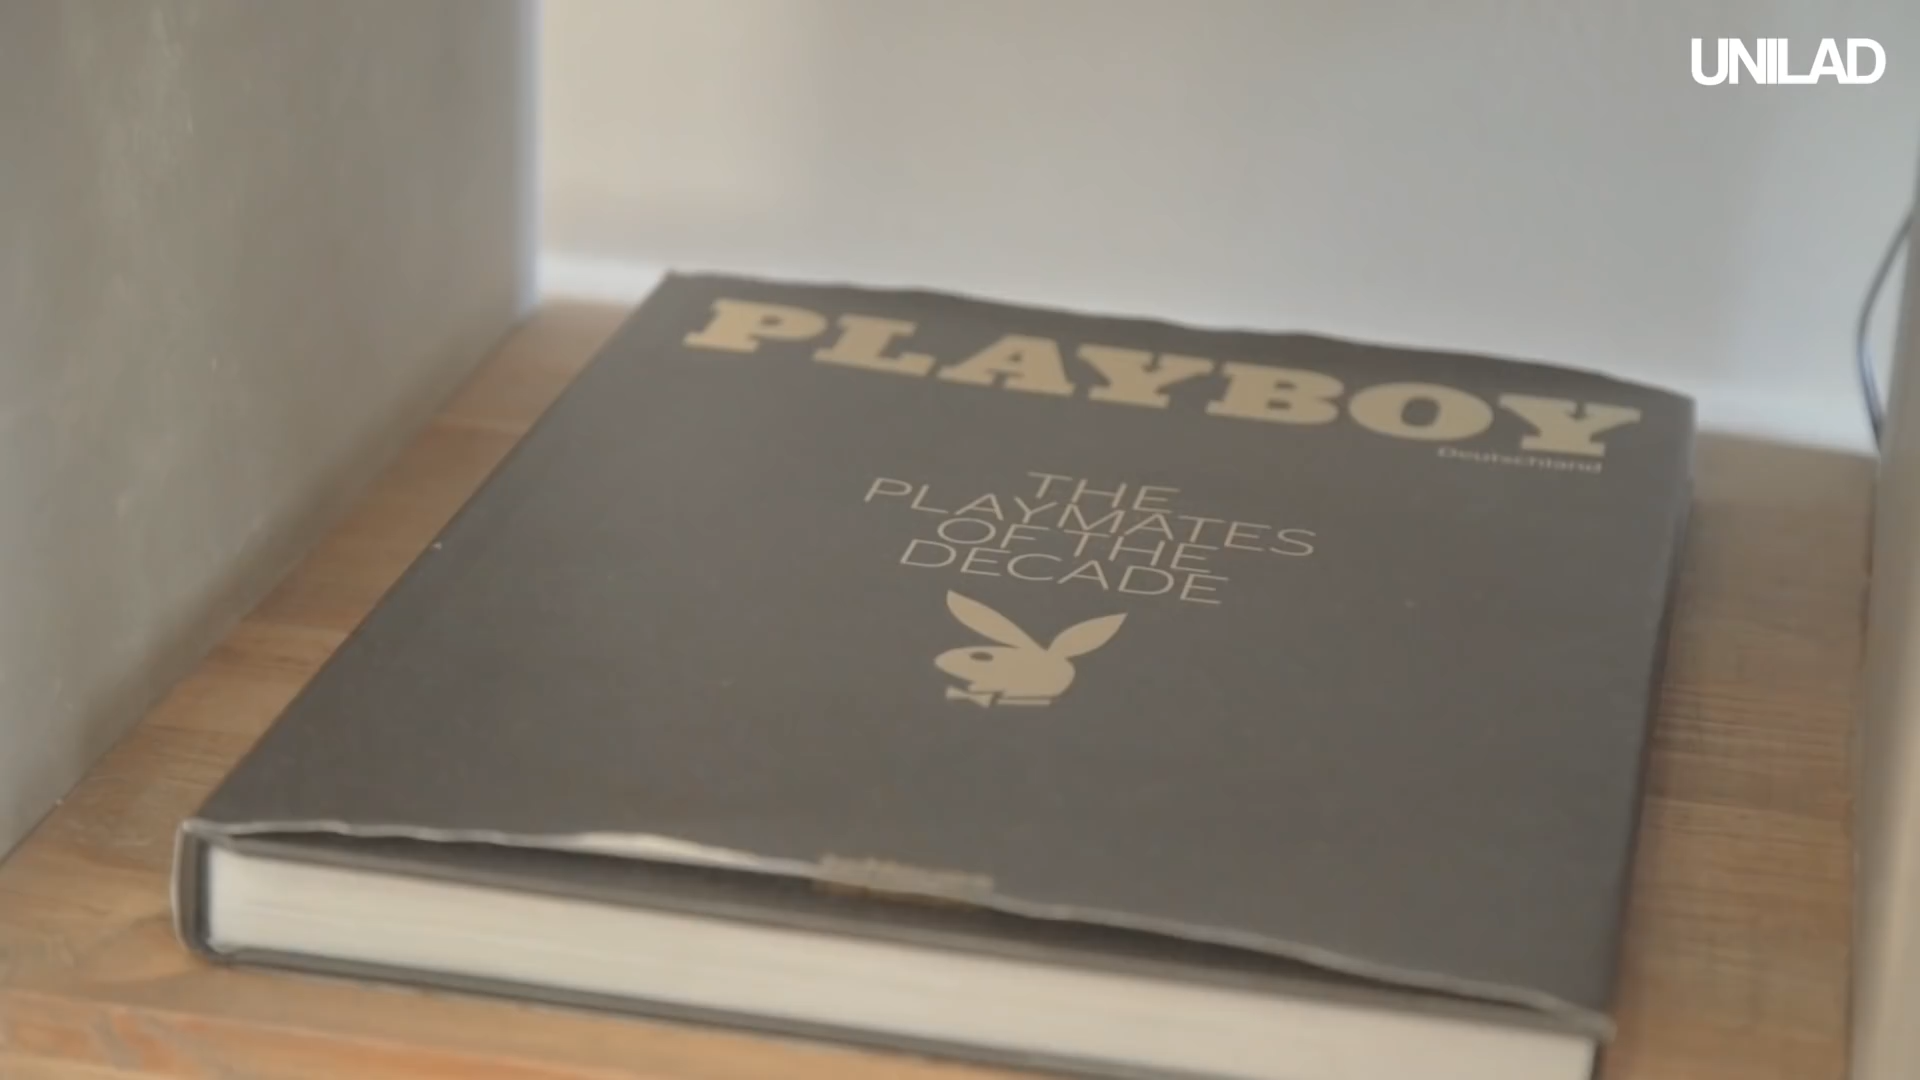 UNILAD
PLAYBOY
Deutschland
THE
PLAYMATES
OF THE
DECADE